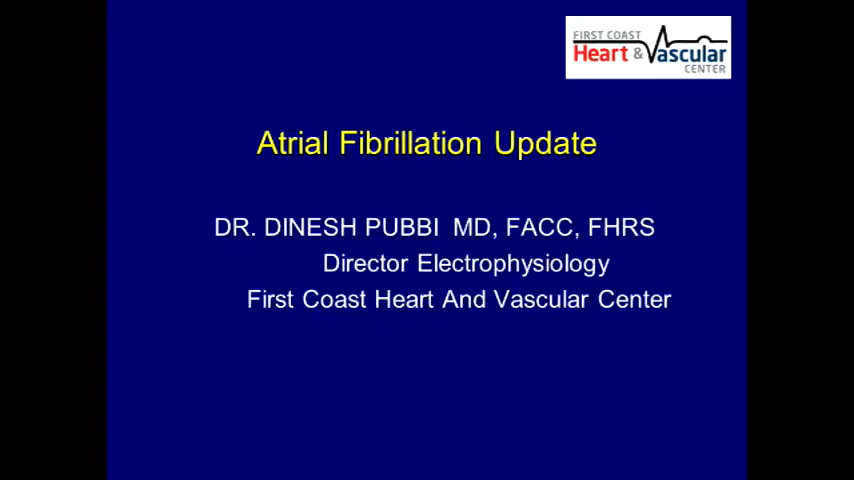 FIRST COAST
Heart & Vascular
CENTER
Atrial Fibrillation Update
DR. DINESH PUBBI MD, FACC, FHRS
Director Electrophysiology
First Coast Heart And Vascular Center